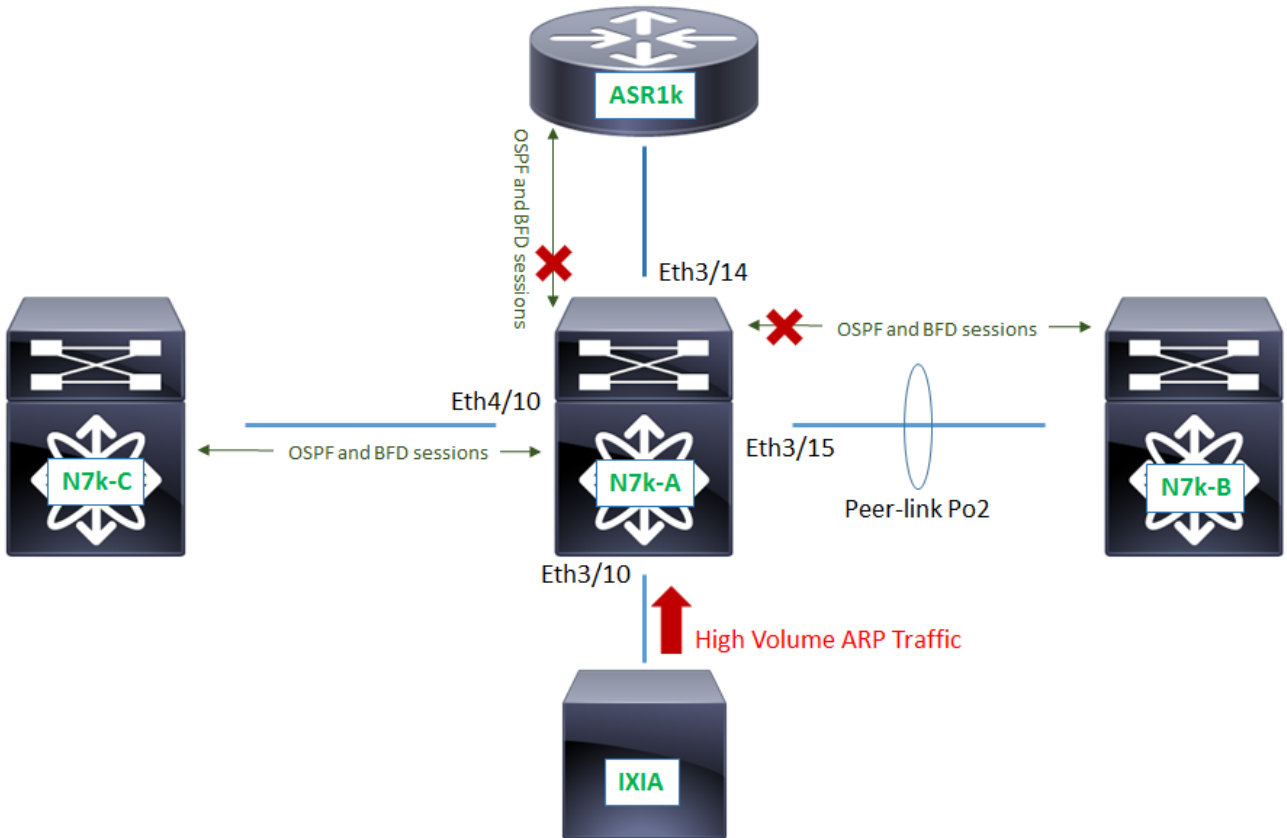 ASR1k
OSPF and BFD sessions
Eth3/14
OSPF and BFD sessions
Eth4/10
OSPF and BFD sessions
Eth3/15
N7k-C
N7k-A
N7k-B
Peer-link Po2
Eth3/10
High Volume ARP Traffic
IXIA